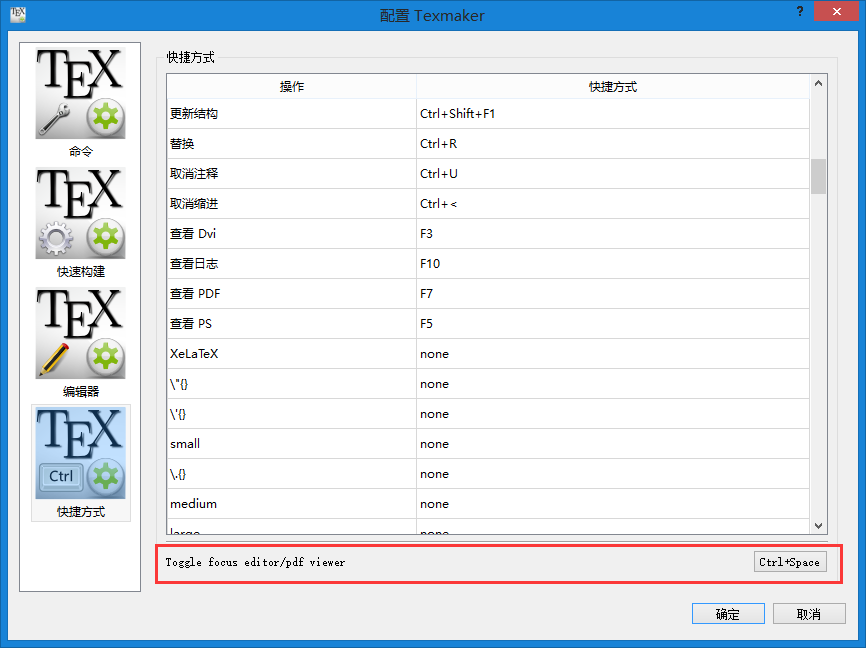 TEX
配置 Texmaker
?
TEX
命令
TEX
快速构建
TEX
编辑器
TEX
Ctrl
快捷方式
快捷方式
操作 快捷方式
更新结构 Ctrl+Shift+F1
替换 Ctrl+R
取消注释 Ctrl+U
取消缩进 Ctrl+<
查看 Dvi F3
查看日志 F10
查看 PDF F7
查看 PS F5
XeLaTeX none
\"{} none
\'{} none
small none
\.{} none
medium none
large none
Toggle focus editor/pdf viewer Ctrl+Space
确定 取消